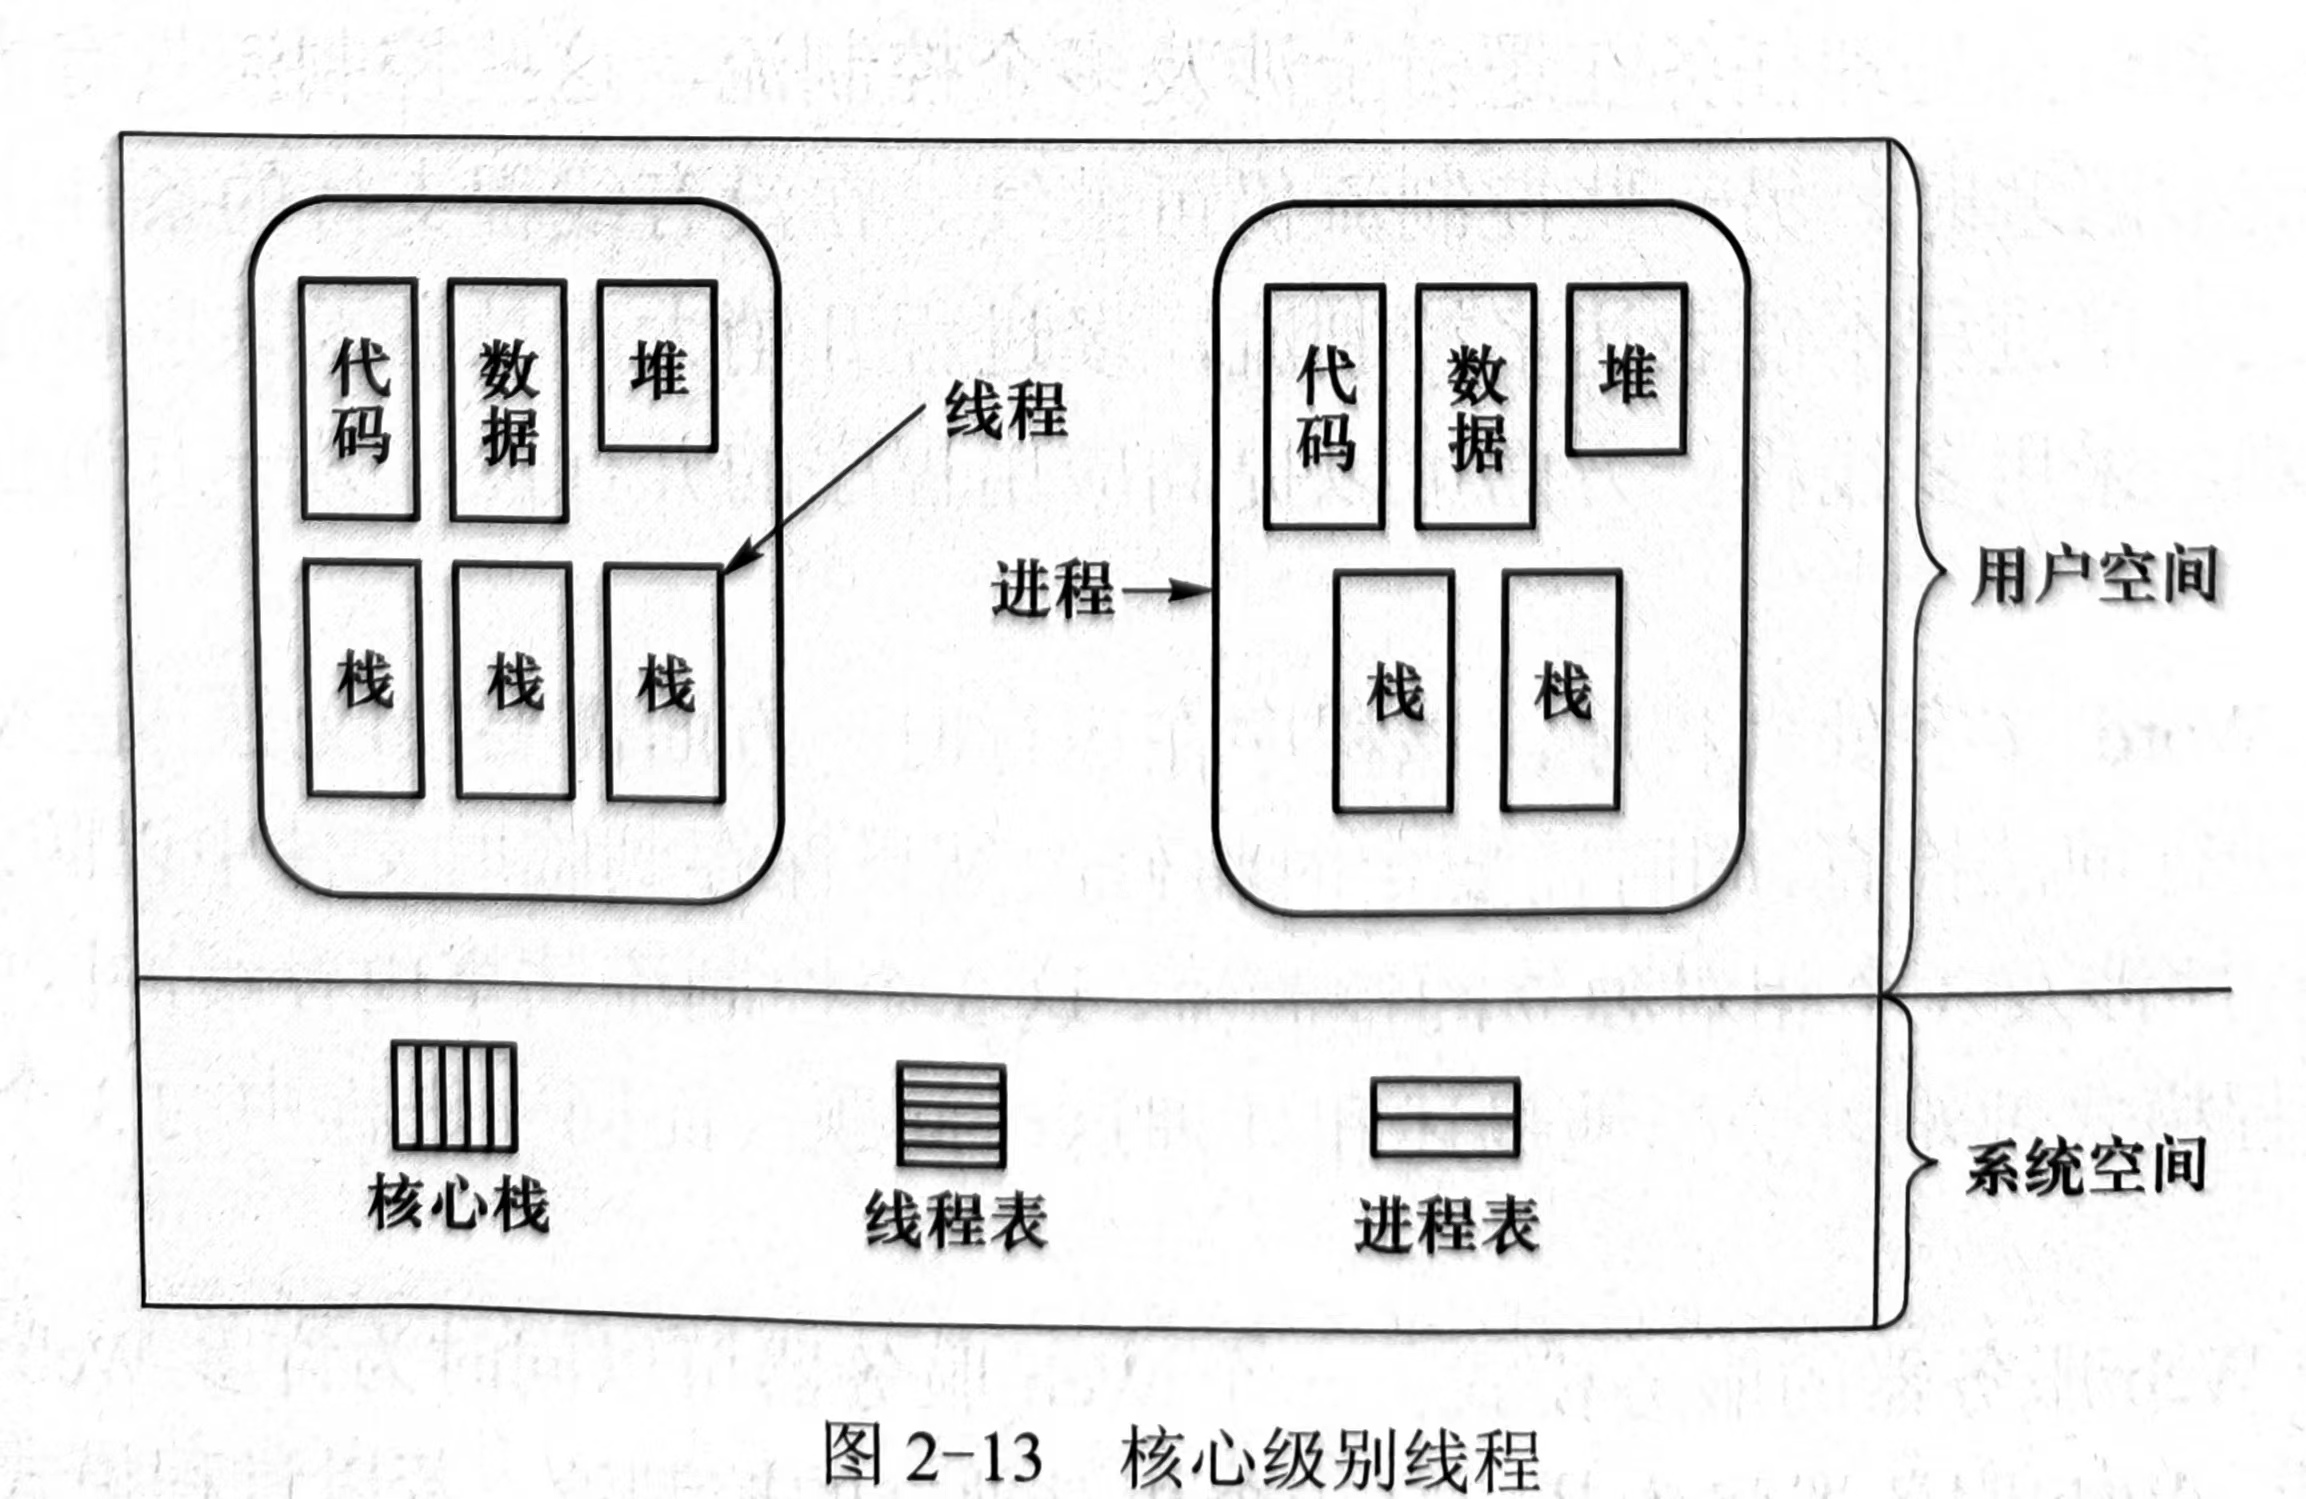 代码
数据
堆
栈
栈
栈
线程
进程
代码
数据
堆
栈
栈
用户空间
核心栈
线程表
进程表
系统空间
图 2-13 核心级别线程